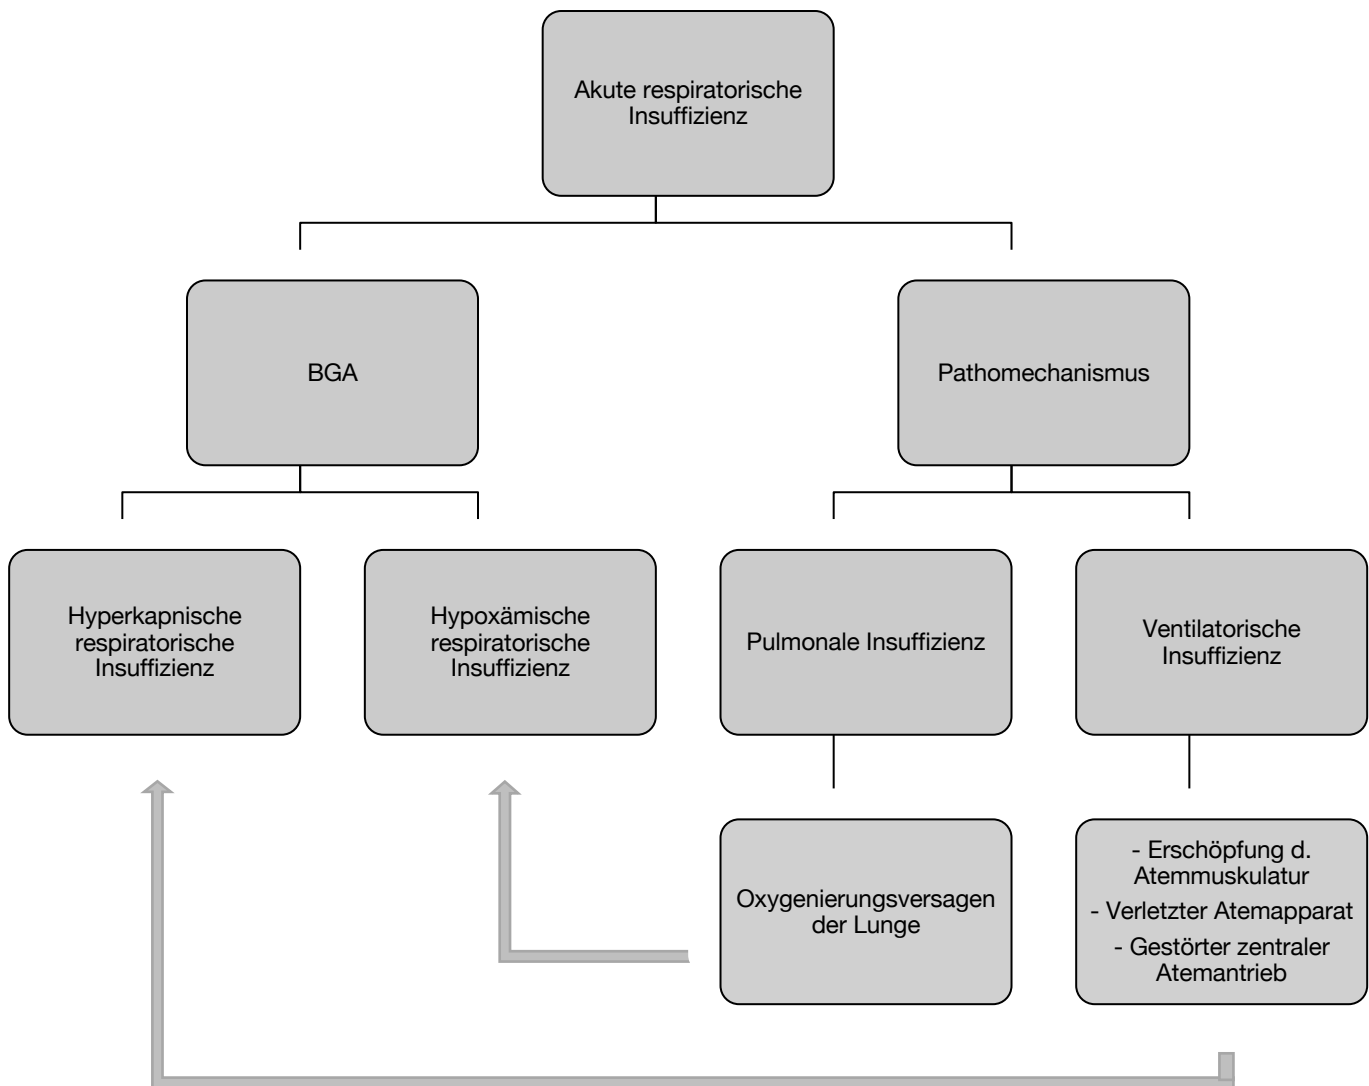 Akute respiratorische
Insuffizienz
BGA
Pathomechanismus
Hyperkapnische
respiratorische
Insuffizienz
Hypoxämische
respiratorische
Insuffizienz
Pulmonale Insuffizienz
Ventilatorische
Insuffizienz
Oxygenierungsversagen
der Lunge
- Erschöpfung d.
Atemmuskulatur
- Verletzter Atemapparat
- Gestörter zentraler
Atemantrieb